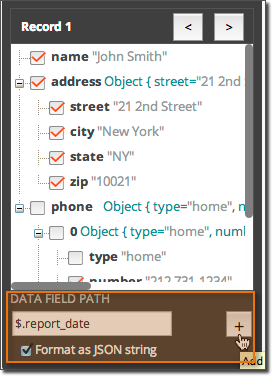 Record 1 < >
name "John Smith"
address Object { street="21 2nd S
street "21 2nd Street"
city "New York"
state "NY"
zip "10021"
phone Object { type="home", n
0 Object { type="home", numl
type "home"
number "212 731-1234"
DATA FIELD PATH
$.report_date +
Format as JSON string
Add